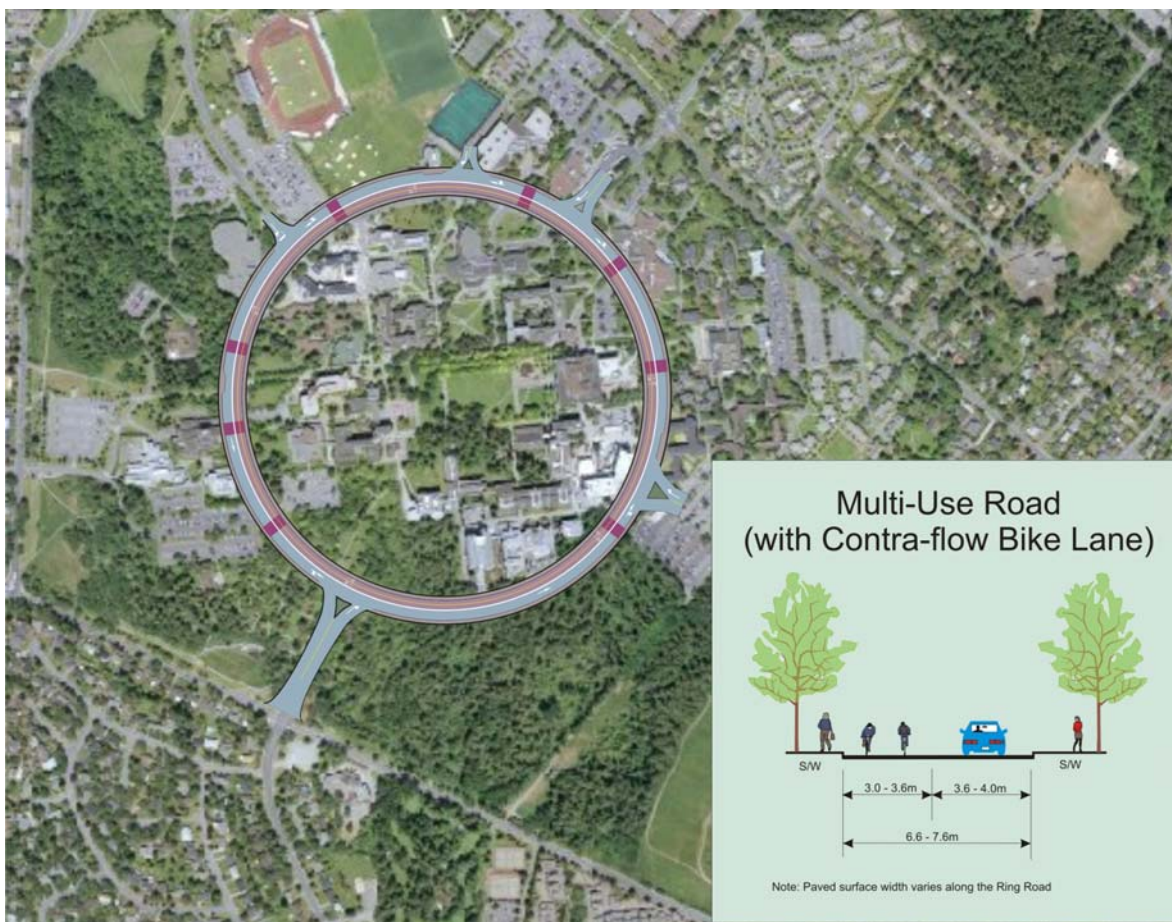 Multi-Use Road
(with Contra-flow Bike Lane)
S/W
S/W
3.0 - 3.6m
3.6 - 4.0m
6.6 - 7.6m
Note: Paved surface width varies along the Ring Road